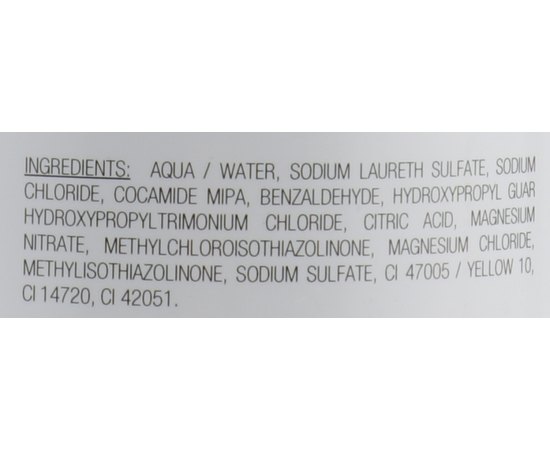 INGREDIENTS: AQUA / WATER, SODIUM LAURETH SULFATE, SODIUM
CHLORIDE, COCAMIDE MIPA, BENZALDEHYDE, HYDROXYPROPYL GUAR
HYDROXYPROPYLTRIMONIUM CHLORIDE, CITRIC ACID, MAGNESIUM
NITRATE, METHYLCHLOROISOTHIAZOLINONE, MAGNESIUM CHLORIDE,
METHYLISOTHIAZOLINONE, SODIUM SULFATE, CI 47005 / YELLOW 10,
CI 14720, CI 42051.